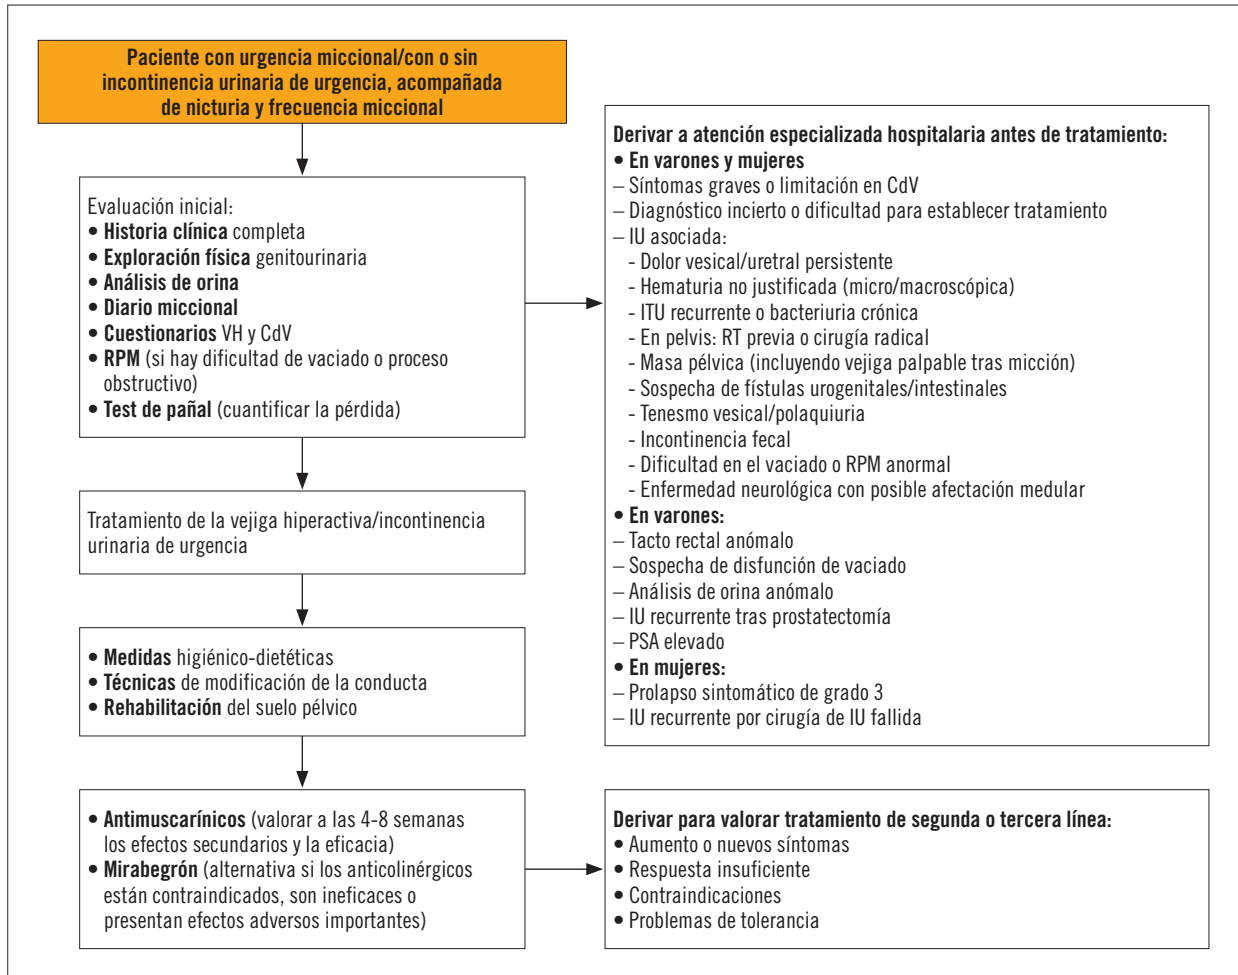 Paciente con urgencia miccional/con o sin
incontinencia urinaria de urgencia, acompañada
de nicturia y frecuencia miccional
Evaluación inicial:
• Historia clínica completa
• Exploración física genitourinaria
• Análisis de orina
• Diario miccional
• Cuestionarios VH y CdV
• RPM (si hay dificultad de vaciado o proceso
obstructivo)
• Test de pañal (cuantificar la pérdida)
Tratamiento de la vejiga hiperactiva/incontinencia
urinaria de urgencia
• Medidas higiénico-dietéticas
• Técnicas de modificación de la conducta
• Rehabilitación del suelo pélvico
• Antimuscarínicos (valorar a las 4-8 semanas
los efectos secundarios y la eficacia)
• Mirabegrón (alternativa si los anticolinérgicos
están contraindicados, son ineficaces o
presentan efectos adversos importantes)
Derivar a atención especializada hospitalaria antes de tratamiento:
• En varones y mujeres
– Síntomas graves o limitación en CdV
– Diagnóstico incierto o dificultad para establecer tratamiento
– IU asociada:
- Dolor vesical/uretral persistente
- Hematuria no justificada (micro/macroscópica)
- ITU recurrente o bacteriuria crónica
- En pelvis: RT previa o cirugía radical
- Masa pélvica (incluyendo vejiga palpable tras micción)
- Sospecha de fístulas urogenitales/intestinales
- Tenesmo vesical/polaquiuria
- Incontinencia fecal
- Dificultad en el vaciado o RPM anormal
- Enfermedad neurológica con posible afectación medular
• En varones:
– Tacto rectal anómalo
– Sospecha de disfunción de vaciado
– Análisis de orina anómalo
– IU recurrente tras prostatectomía
– PSA elevado
• En mujeres:
– Prolapso sintomático de grado 3
– IU recurrente por cirugía de IU fallida
Derivar para valorar tratamiento de segunda o tercera línea:
• Aumento o nuevos síntomas
• Respuesta insuficiente
• Contraindicaciones
• Problemas de tolerancia